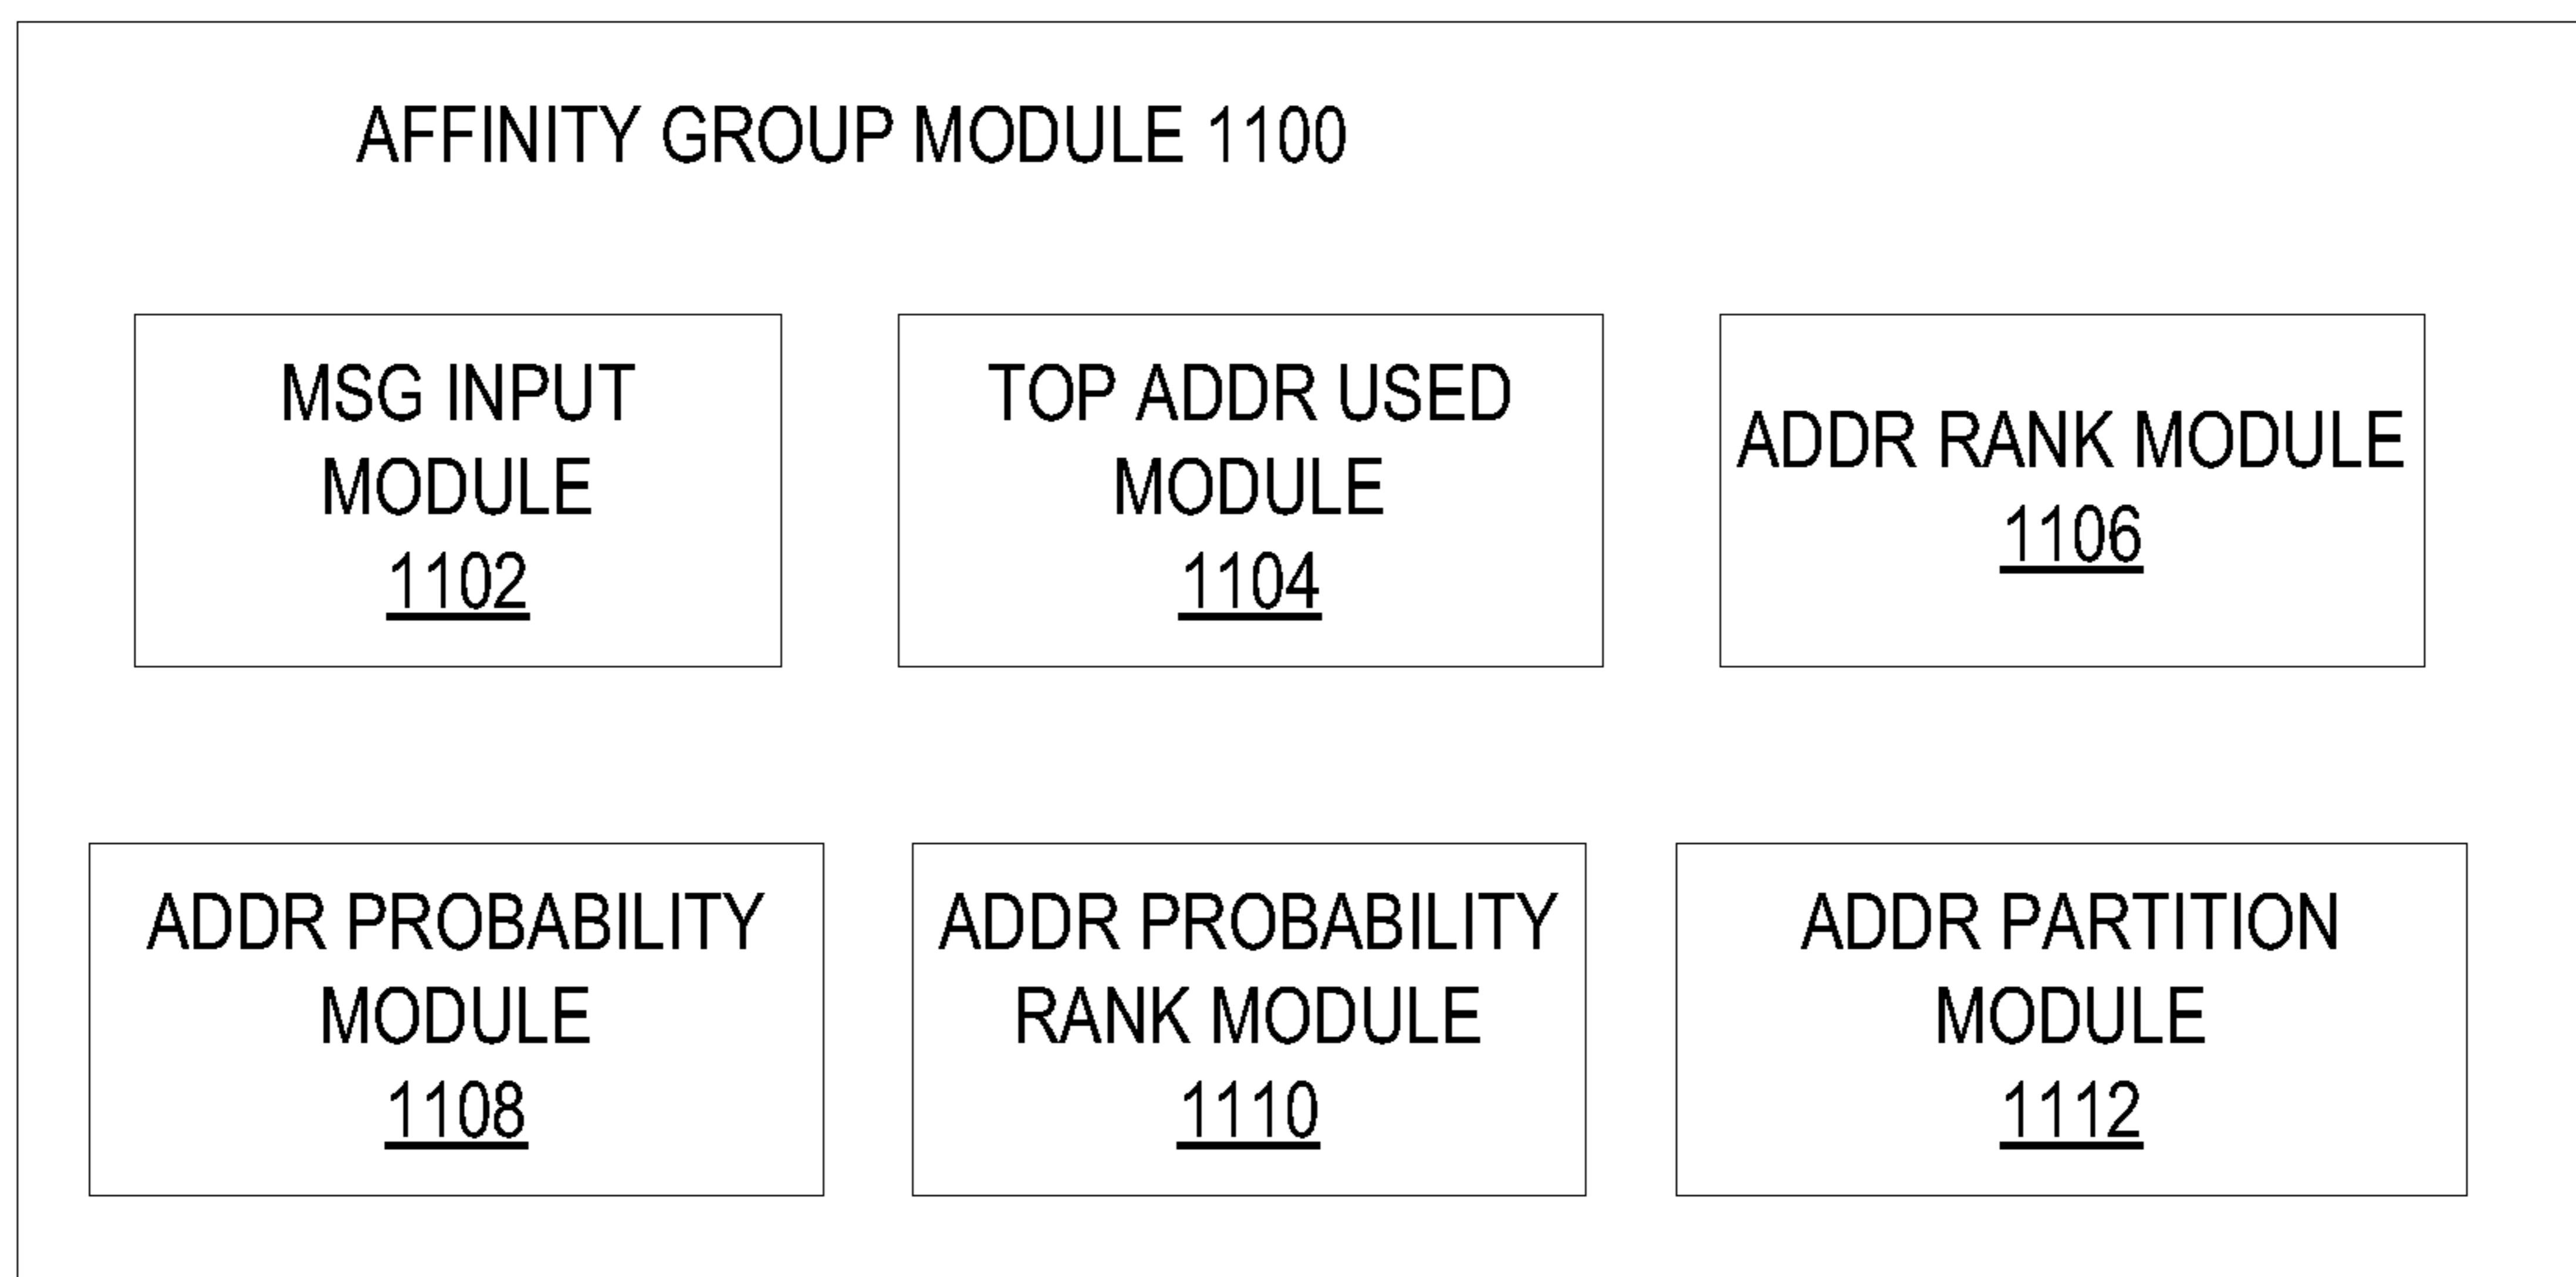 AFFINITY GROUP MODULE 1100
MSG INPUT
MODULE
1102
TOP ADDR USED
MODULE
1104
ADDR RANK MODULE
1106
ADDR PROBABILITY
MODULE
1108
ADDR PROBABILITY
RANK MODULE
1110
ADDR PARTITION
MODULE
1112